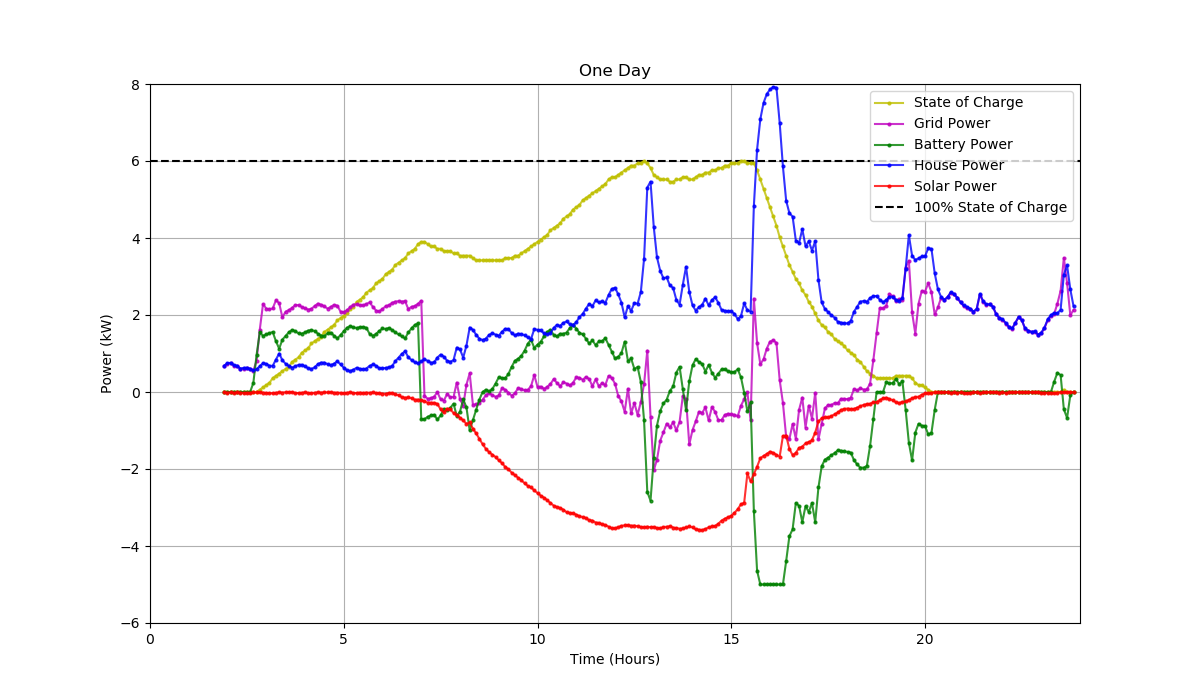 One Day
Power (kW)
8
6
4
2
0
−2
−4
−6
0
5
10
15
20
Time (Hours)
State of Charge
Grid Power
Battery Power
House Power
Solar Power
100% State of Charge